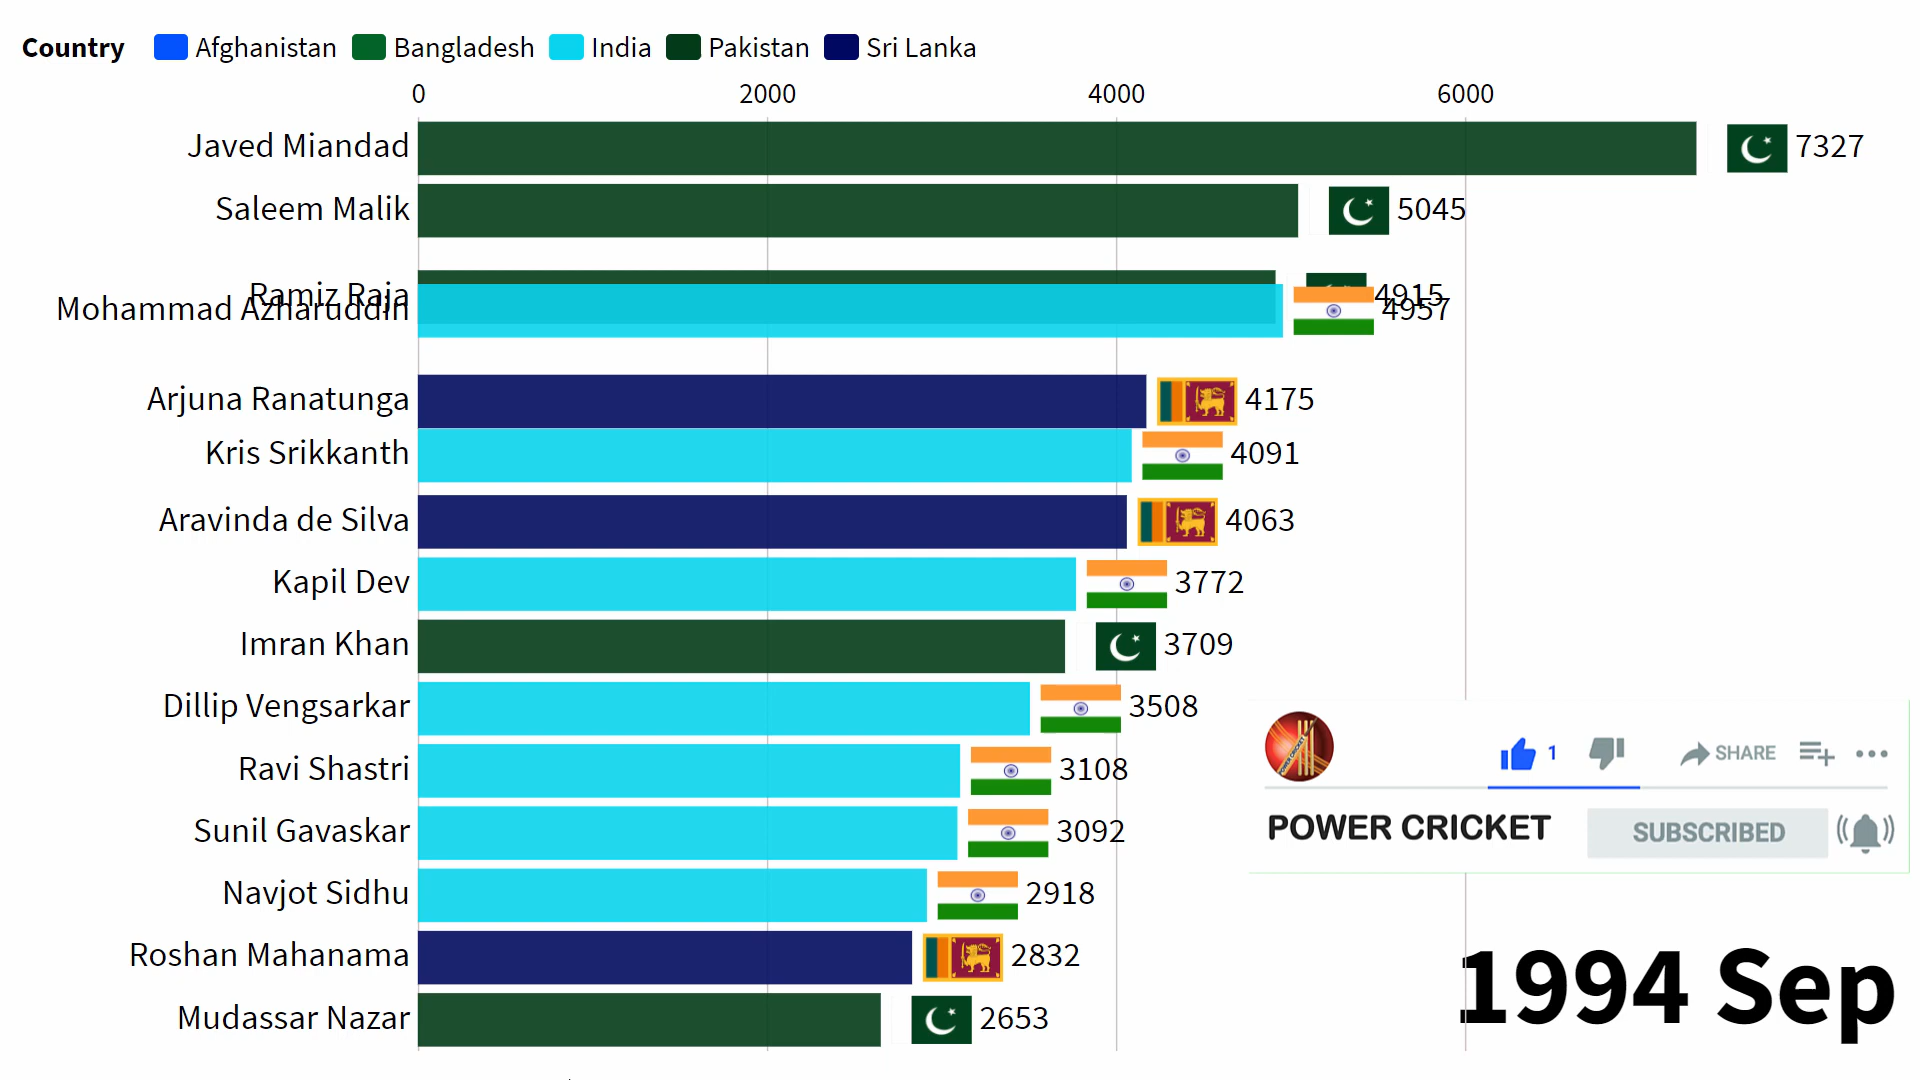 Country Afghanistan Bangladesh India Pakistan Sri Lanka
0 2000 4000 6000
Javed Miandad 7327
Saleem Malik 5045
Ramiz Raja 4915
Mohammad Azharuddin 4957
Arjuna Ranatunga 4175
Kris Srikkanth 4091
Aravinda de Silva 4063
Kapil Dev 3772
Imran Khan 3709
Dillip Vengsarkar 3508
Ravi Shastri 3108
Sunil Gavaskar 3092
Navjot Sidhu 2918
Roshan Mahanama 2832
Mudassar Nazar 2653
1 SHARE
POWER CRICKET SUBSCRIBED
1994 Sep